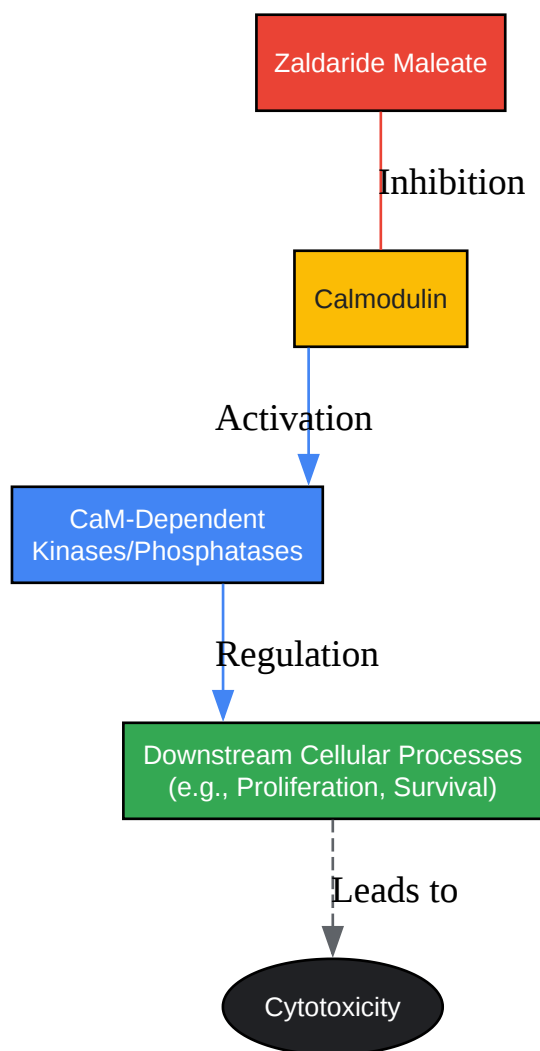 Zaldaride Maleate
Inhibition
Calmodulin
Activation
CaM-Dependent
Kinases/Phosphatases
Regulation
Downstream Cellular Processes
(e.g., Proliferation, Survival)
Leads to
Cytotoxicity